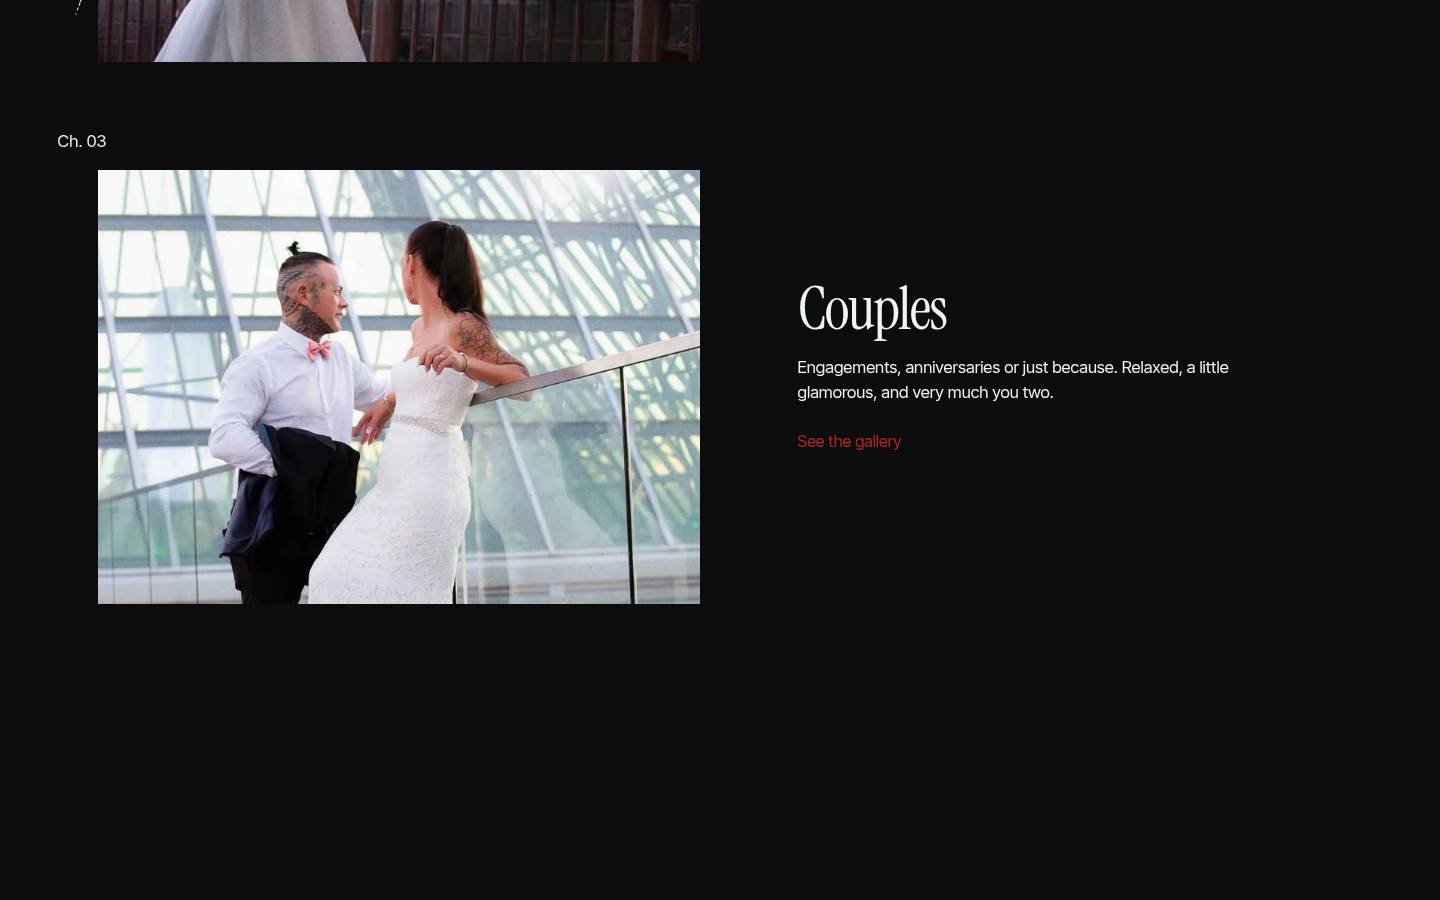 Ch. 03
Couples
Engagements, anniversaries or just because. Relaxed, a little
glamorous, and very much you two.
See the gallery